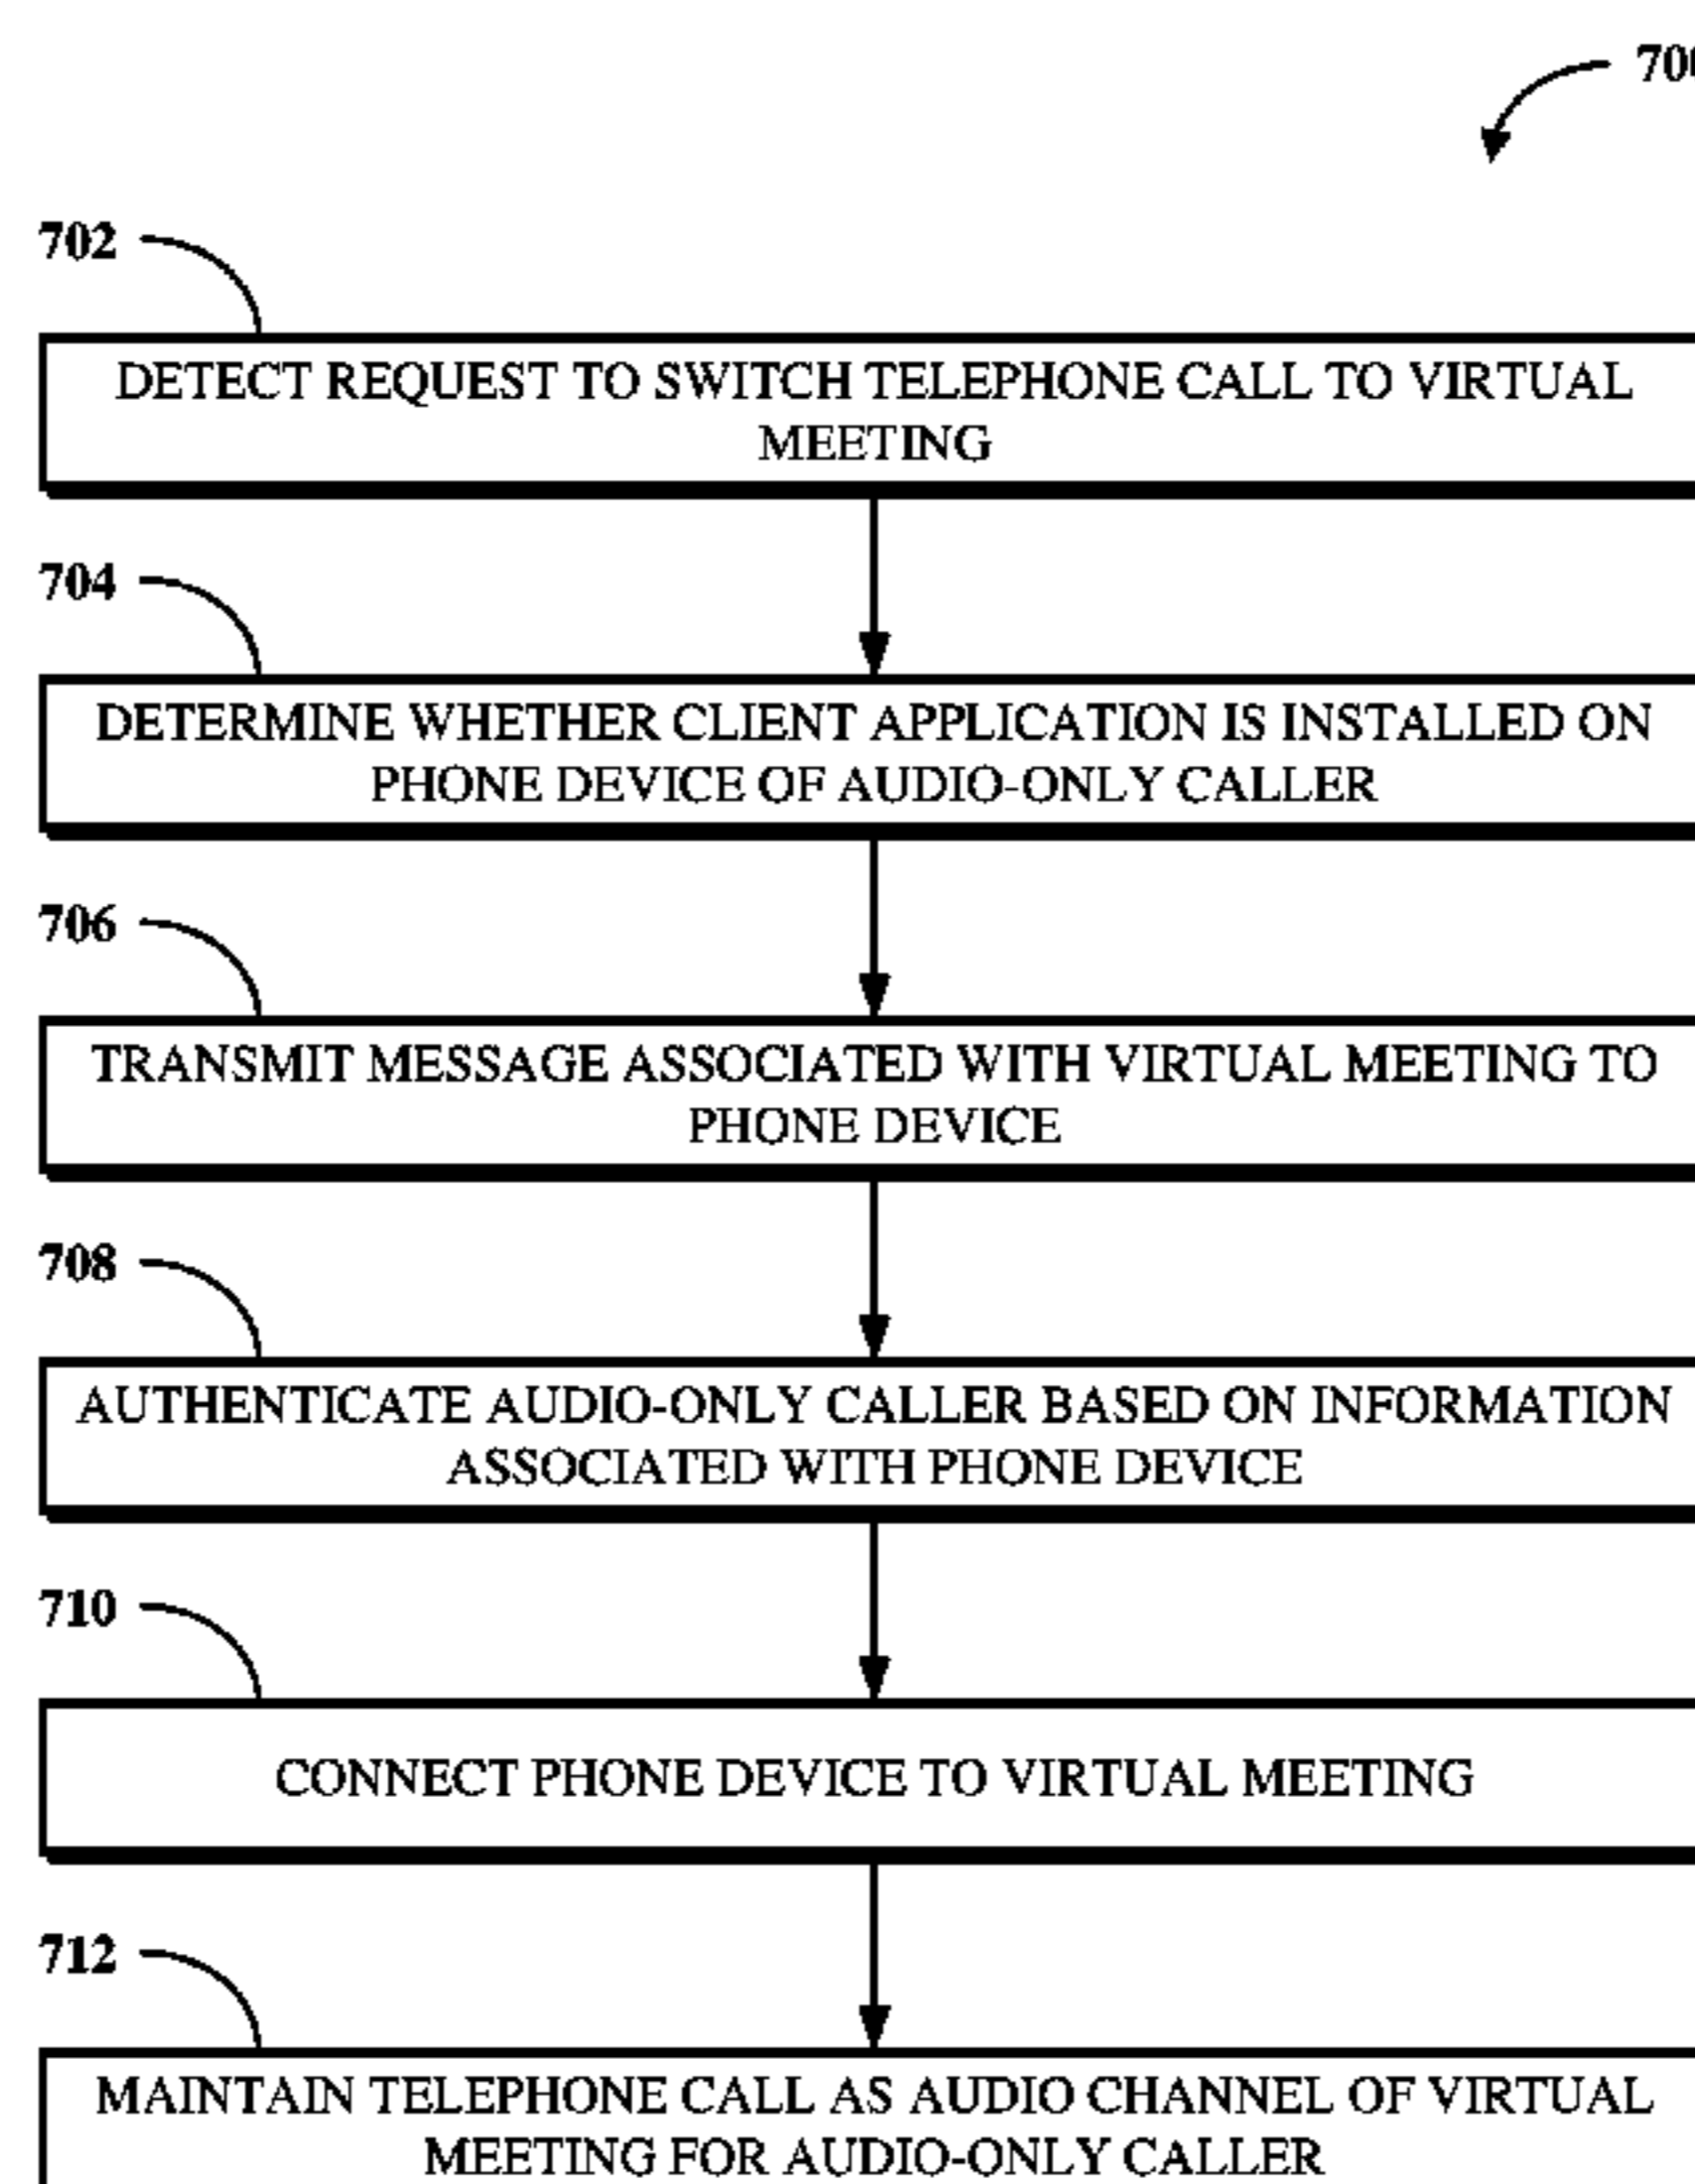 702
DETECT REQUEST TO SWITCH TELEPHONE CALL TO VIRTUAL
MEETING
704
DETERMINE WHETHER CLIENT APPLICATION IS INSTALLED ON
PHONE DEVICE OF AUDIO-ONLY CALLER
706
TRANSMIT MESSAGE ASSOCIATED WITH VIRTUAL MEETING TO
PHONE DEVICE
708
AUTHENTICATE AUDIO-ONLY CALLER BASED ON INFORMATION
ASSOCIATED WITH PHONE DEVICE
710
CONNECT PHONE DEVICE TO VIRTUAL MEETING
712
MAINTAIN TELEPHONE CALL AS AUDIO CHANNEL OF VIRTUAL
MEETING FOR AUDIO-ONLY CALLER